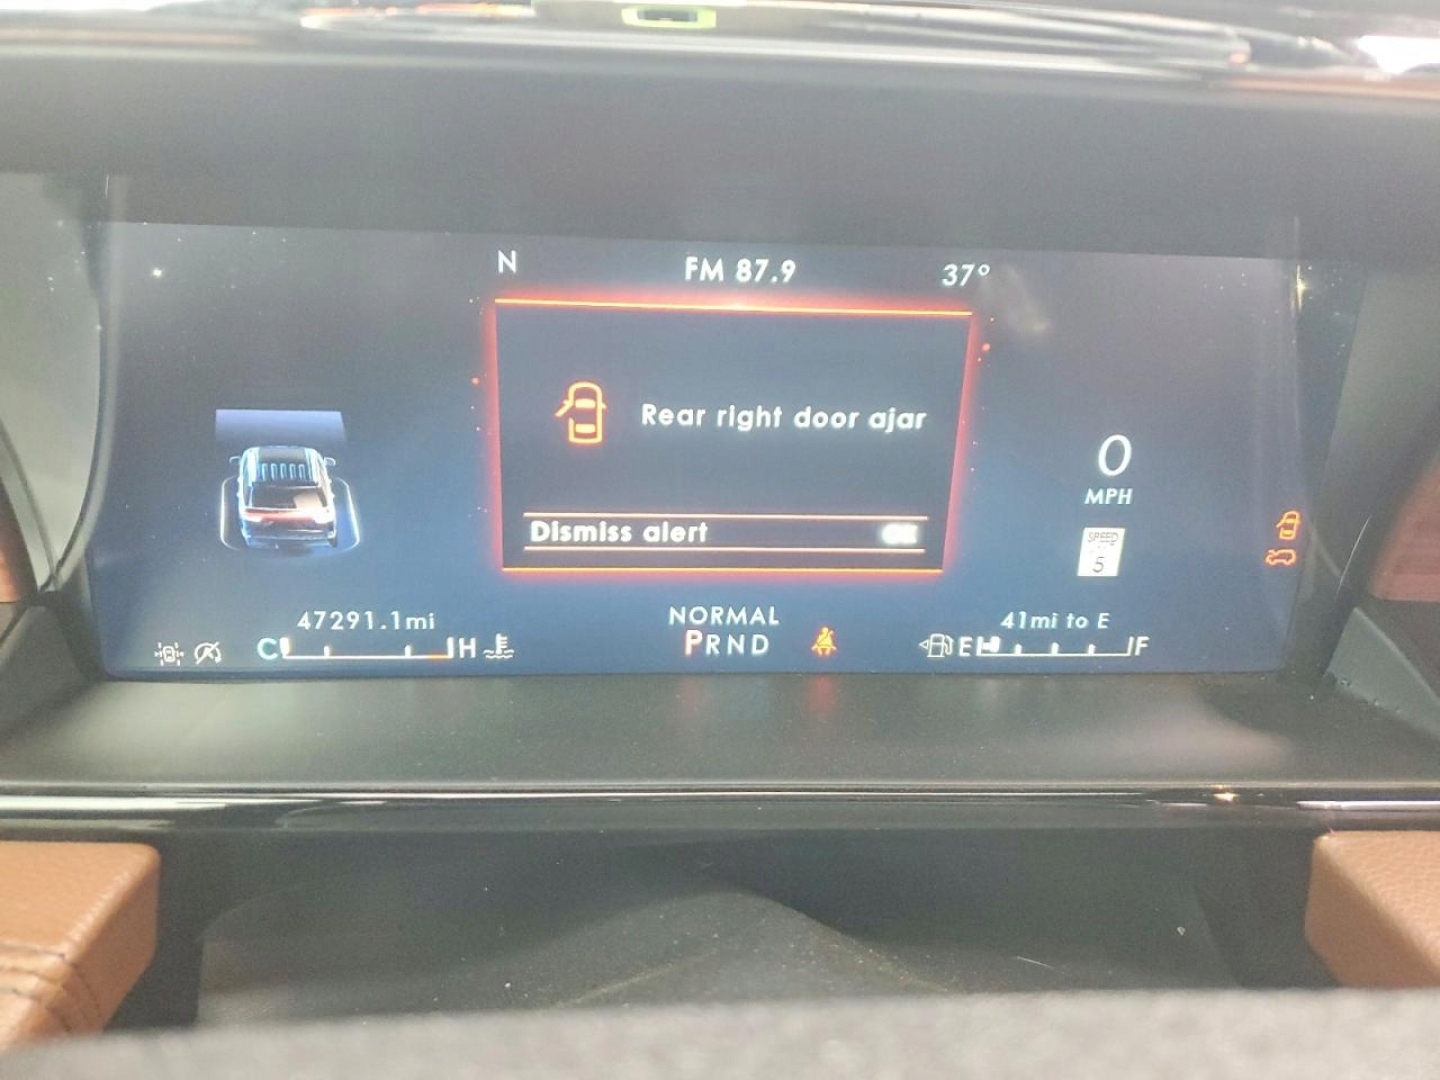 N FM 87.9 37°
Rear right door ajar
0
MPH
Dismiss alert OK
SPEED
5
47291.1mi NORMAL 41mi to E
C H PRND E F